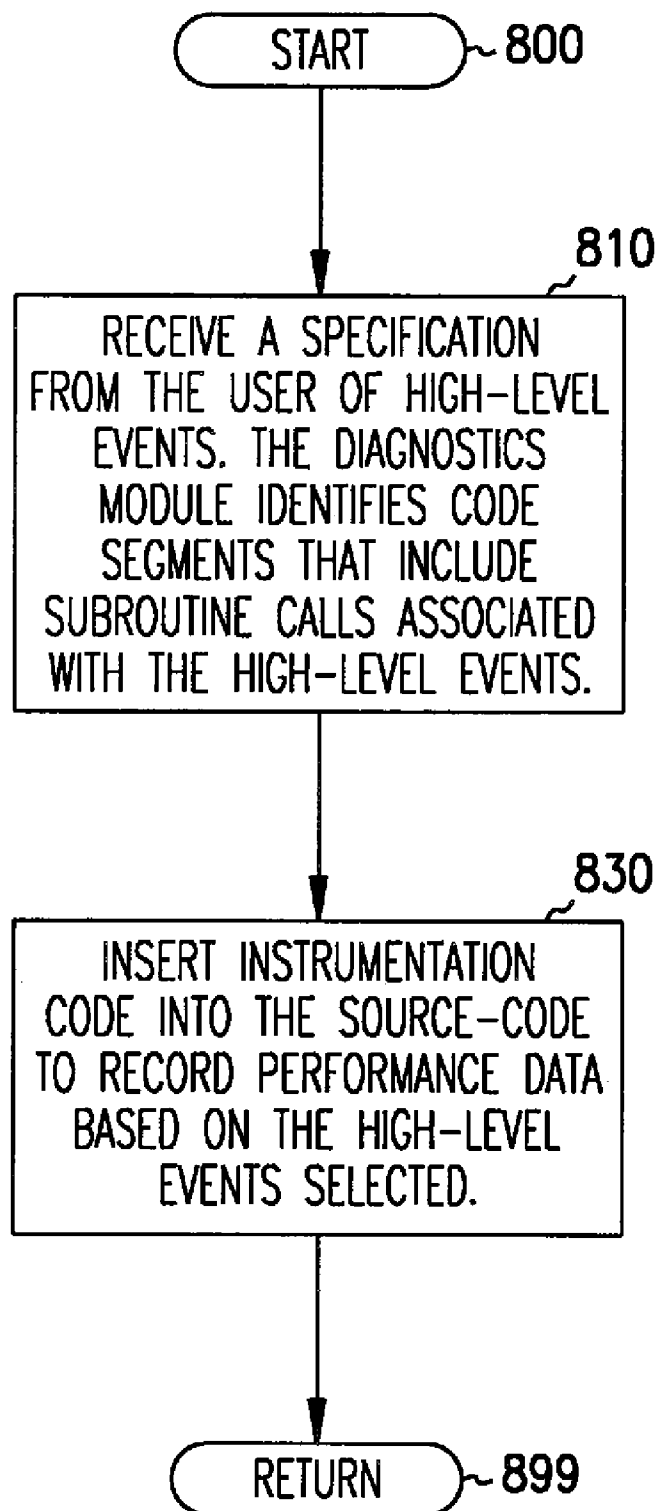 START 800
810
RECEIVE A SPECIFICATION
FROM THE USER OF HIGH-LEVEL
EVENTS. THE DIAGNOSTICS
MODULE IDENTIFIES CODE
SEGMENTS THAT INCLUDE
SUBROUTINE CALLS ASSOCIATED
WITH THE HIGH-LEVEL EVENTS.
830
INSERT INSTRUMENTATION
CODE INTO THE SOURCE-CODE
TO RECORD PERFORMANCE DATA
BASED ON THE HIGH-LEVEL
EVENTS SELECTED.
RETURN 899